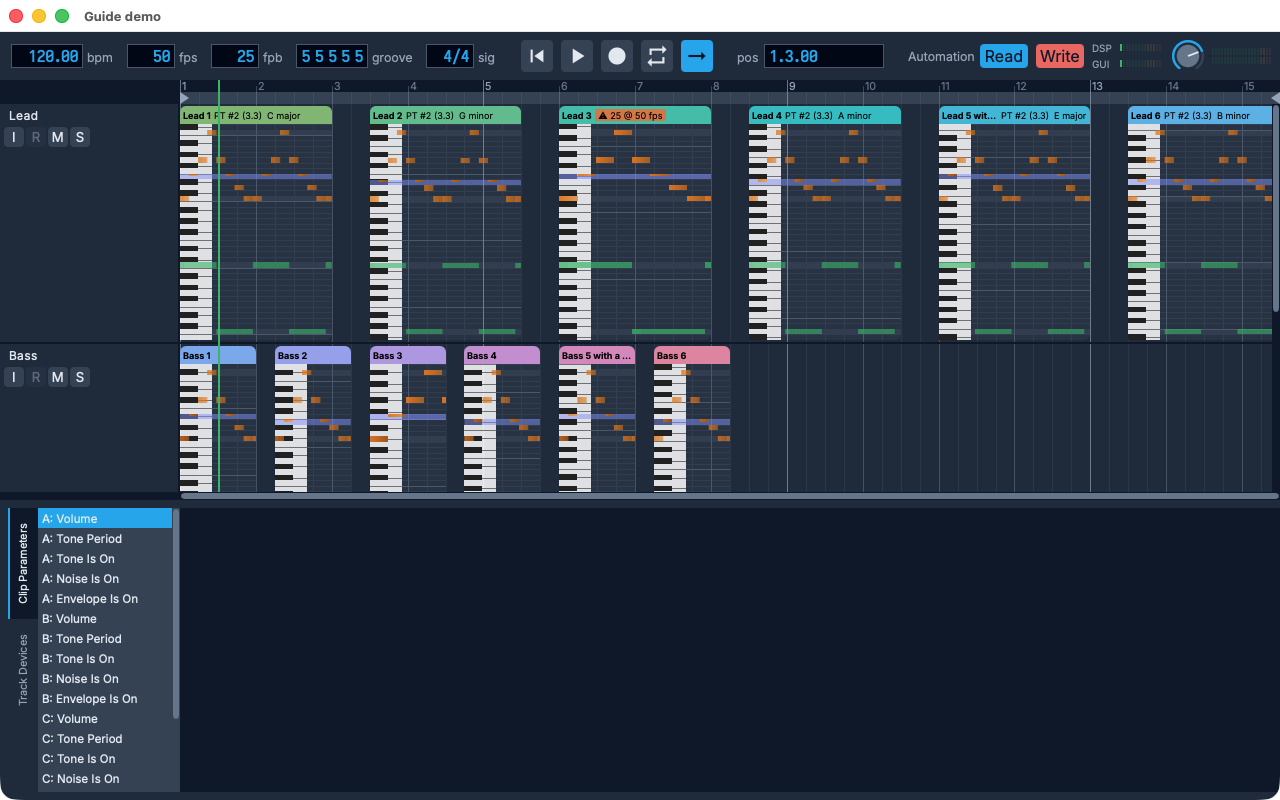 Guide demo
120.00 bpm 50 fps 25 fpb 5 5 5 5 5 groove 4/4 sig pos 1.3.00 Automation Read Write DSP GUI
1 2 3 4 5 6 7 8 9 10 11 12 13 14 15
Lead
I R M S
Lead 1 PT #2 (3.3) C major
Lead 2 PT #2 (3.3) G minor
Lead 3 25 @ 50 fps
Lead 4 PT #2 (3.3) A minor
Lead 5 wit... PT #2 (3.3) E major
Lead 6 PT #2 (3.3) B minor
Bass
I R M S
Bass 1
Bass 2
Bass 3
Bass 4
Bass 5 with a ...
Bass 6
Clip Parameters
Track Devices
A: Volume
A: Tone Period
A: Tone Is On
A: Noise Is On
A: Envelope Is On
B: Volume
B: Tone Period
B: Tone Is On
B: Noise Is On
B: Envelope Is On
C: Volume
C: Tone Period
C: Tone Is On
C: Noise Is On